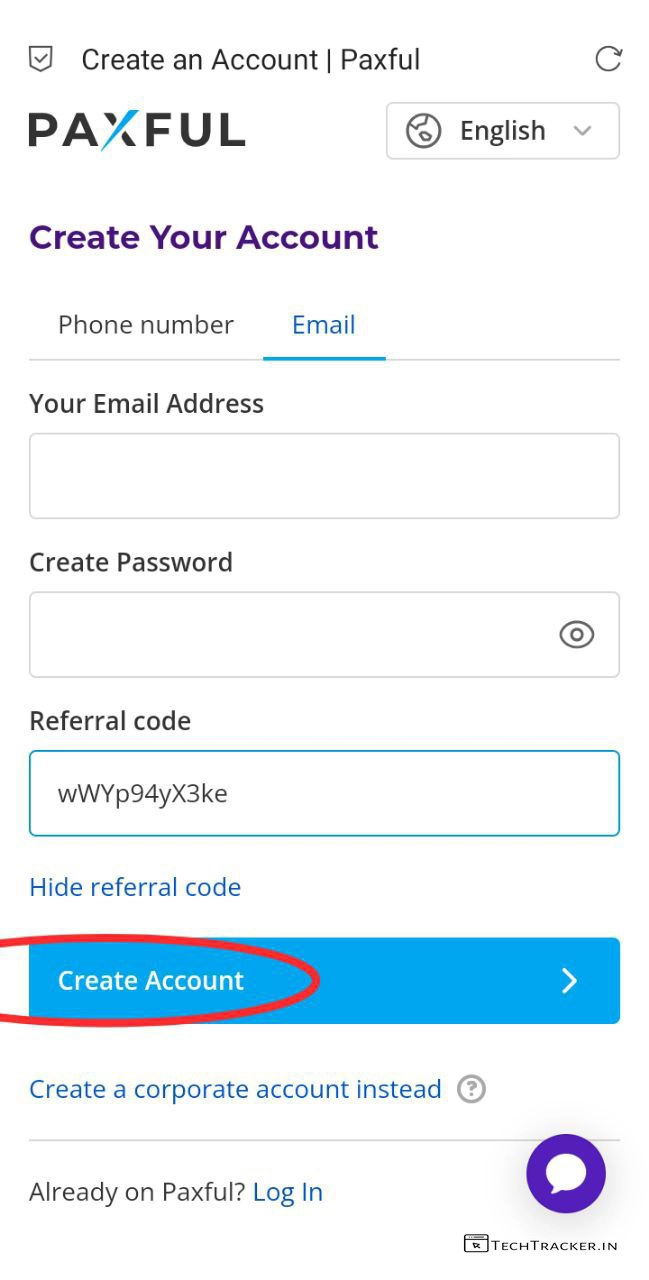 Create an Account | Paxful
PAXFUL
English
Create Your Account
Phone number Email
Your Email Address
Create Password
Referral code
wWYp94yX3ke
Hide referral code
Create Account
Create a corporate account instead ?
Already on Paxful? Log In
TECHTRACKER.IN